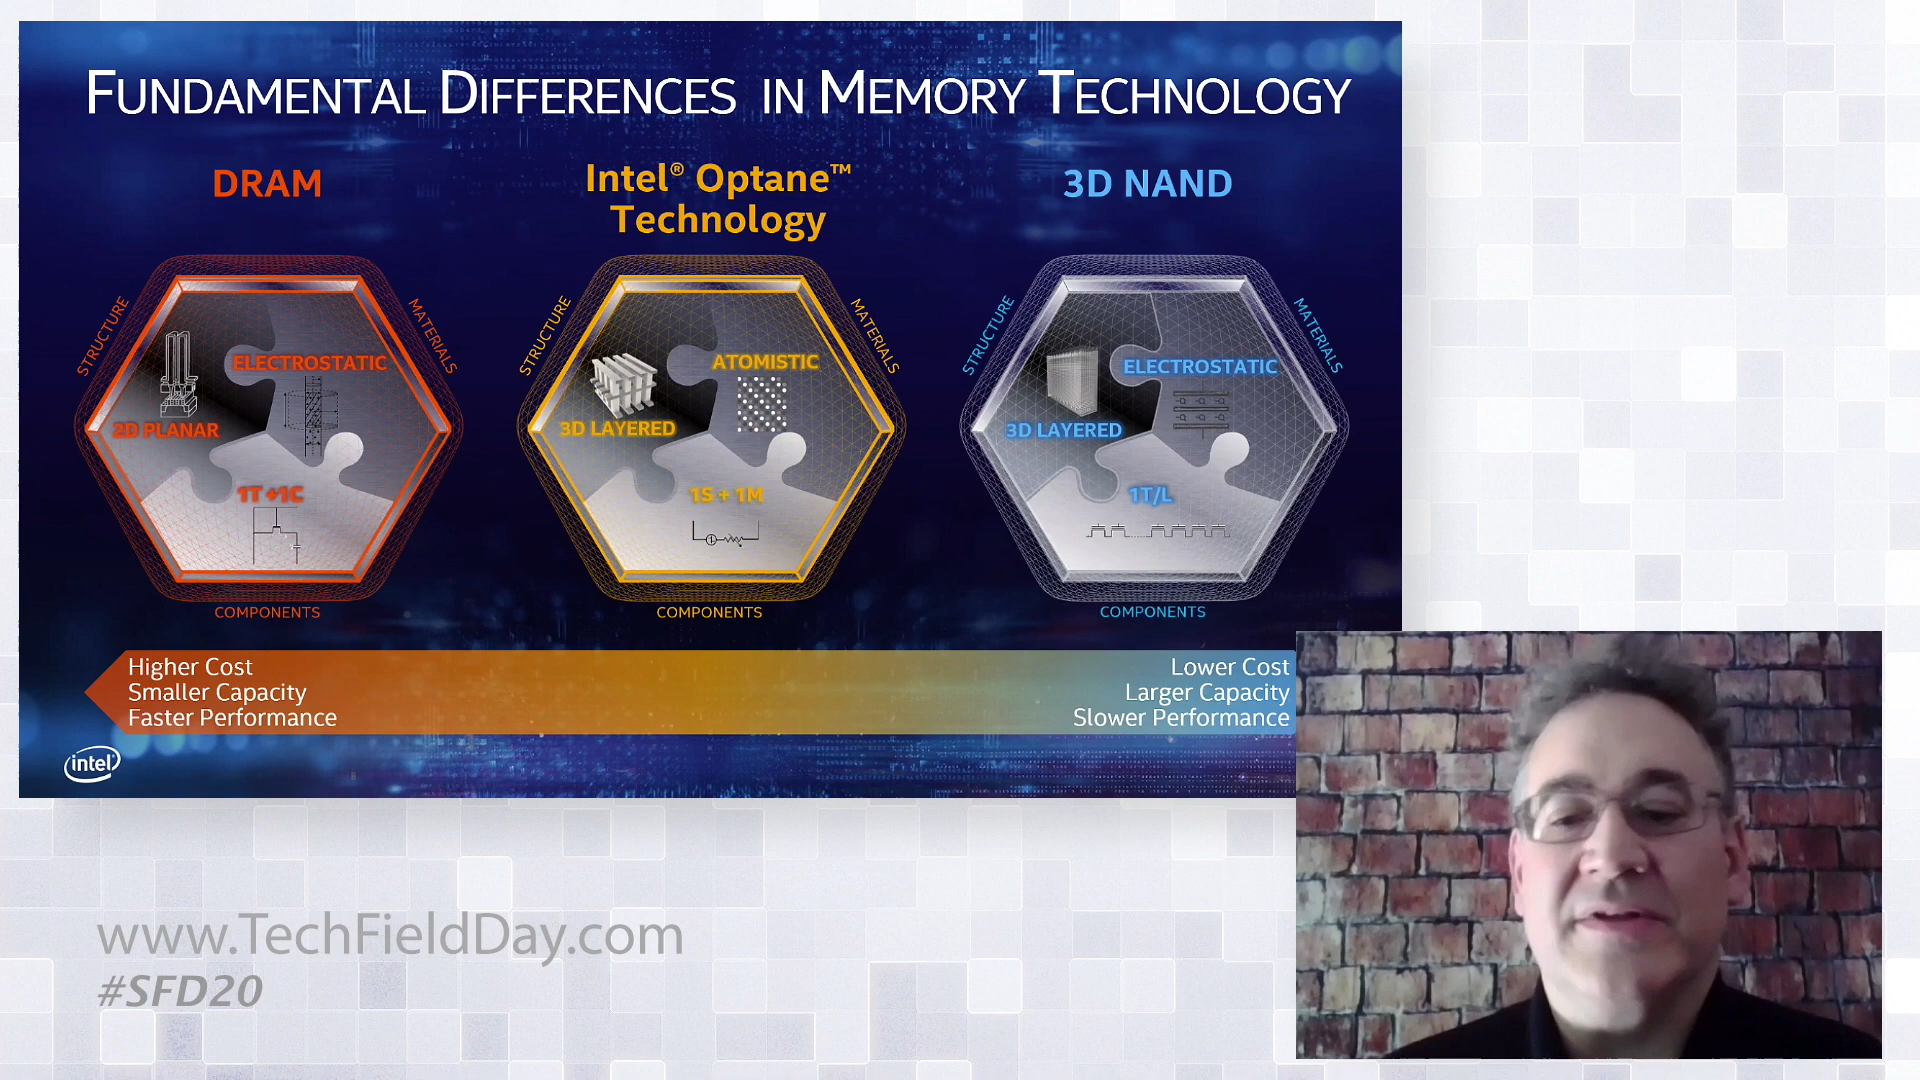 FUNDAMENTAL DIFFERENCES IN MEMORY TECHNOLOGY
DRAM
STRUCTURE
MATERIALS
ELECTROSTATIC
2D PLANAR
1T +1C
COMPONENTS
Intel® Optane™
Technology
STRUCTURE
MATERIALS
ATOMISTIC
3D LAYERED
1S + 1M
COMPONENTS
3D NAND
STRUCTURE
MATERIALS
ELECTROSTATIC
3D LAYERED
1T/L
COMPONENTS
Higher Cost
Smaller Capacity
Faster Performance
Lower Cost
Larger Capacity
Slower Performance
intel
www.TechFieldDay.com
#SFD20